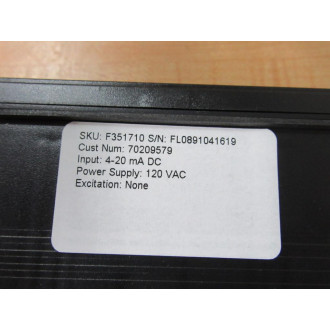 SKU: F351710 S/N: FL0891041619
Cust Num: 70209579
Input: 4-20 mA DC
Power Supply: 120 VAC
Excitation: None